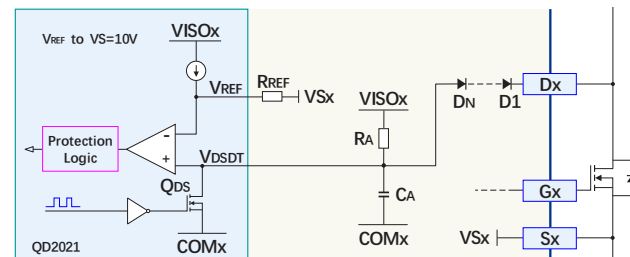 VREF to VS=10V
VISOx
VREF
RREF
VSx
VISOx
DN
D1
Dx
Protection
Logic
-
+
VDSDT
RA
QDS
CA
Gx
z
COMx
COMx
VSx
Sx
QD2021